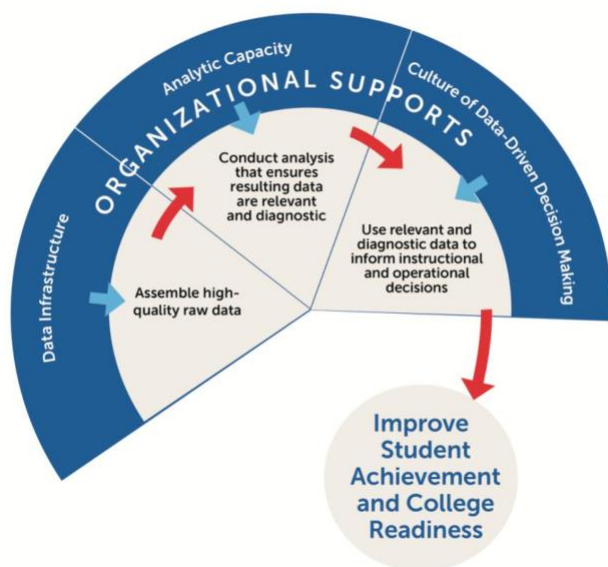 Data Infrastructure
Analytic Capacity
Culture of Data-Driven Decision Making
ORGANIZATIONAL SUPPORTS
Assemble high-
quality raw data
Conduct analysis
that ensures
resulting data
are relevant
and diagnostic
Use relevant and
diagnostic data to
inform instructional
and operational
decisions
Improve
Student
Achievement
and College
Readiness